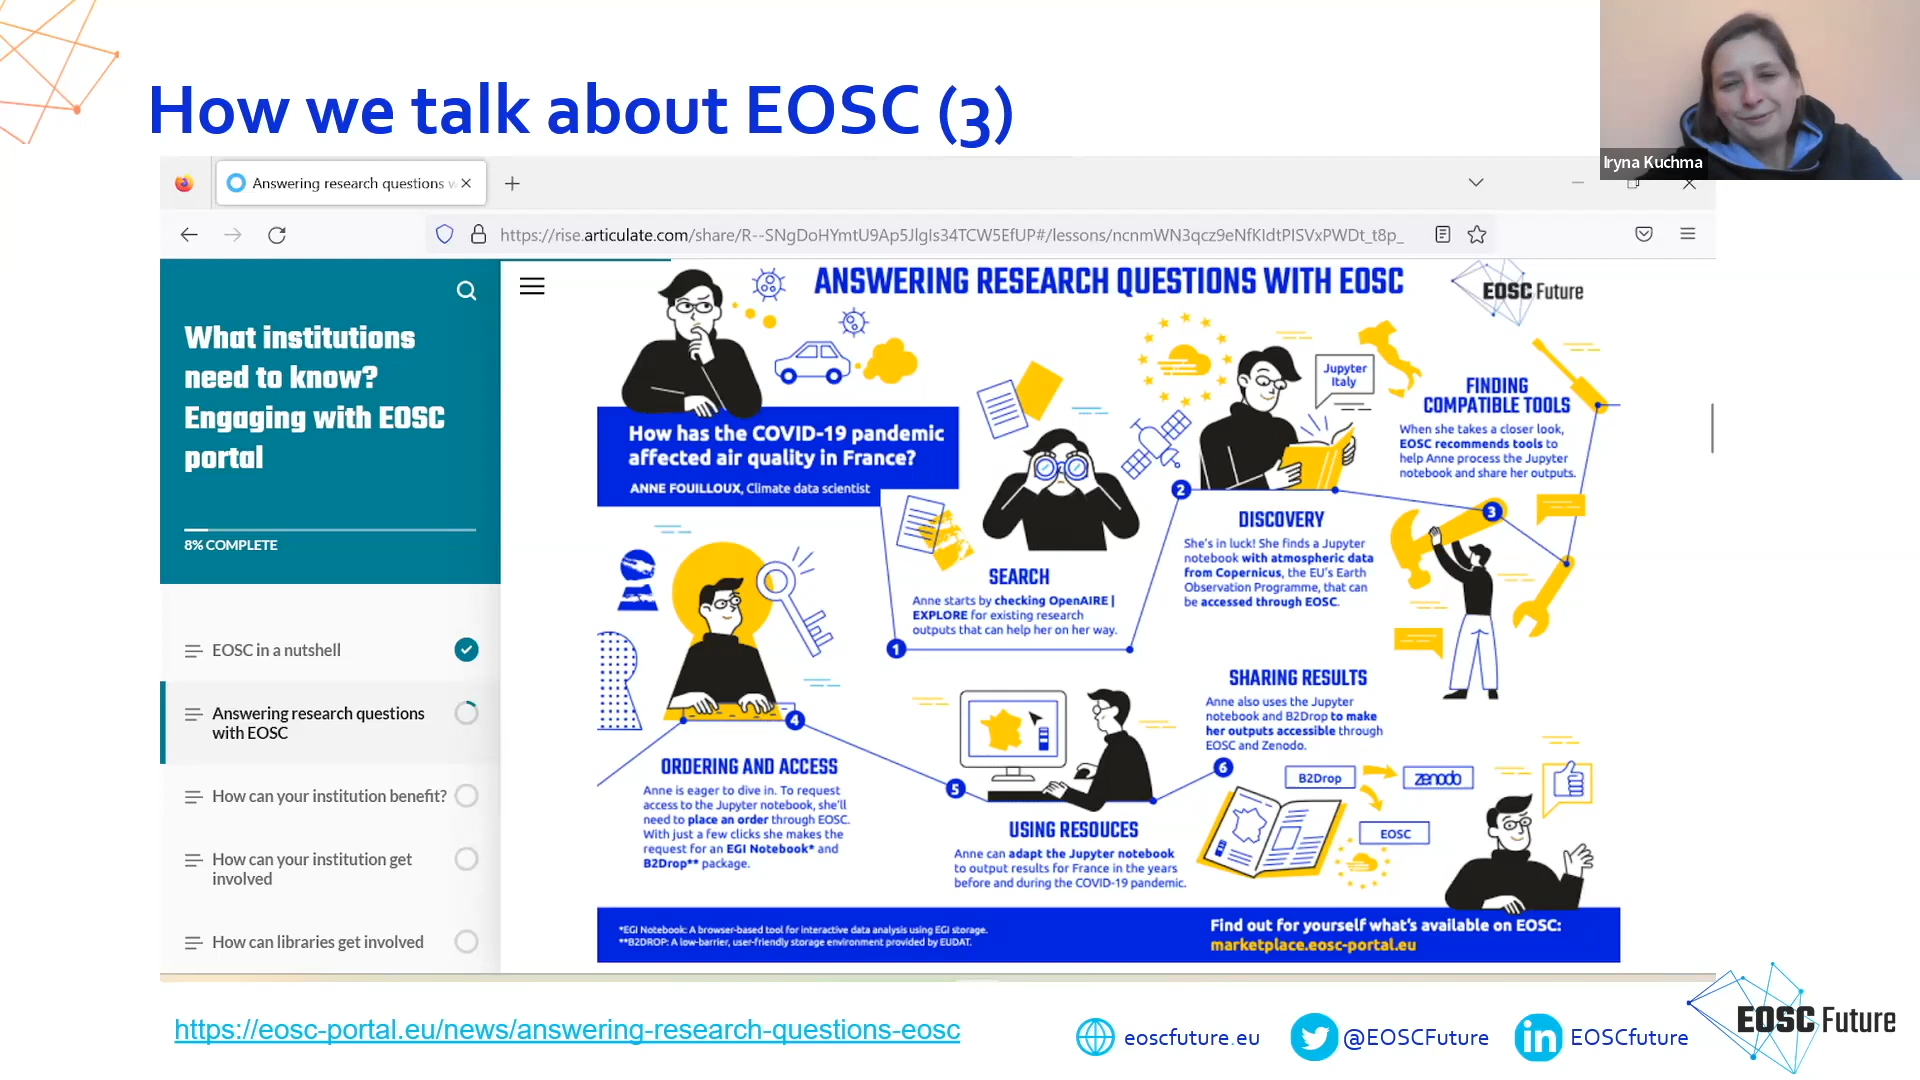 How we talk about EOSC (3)
Iryna Kuchma
Answering research questions w
https://rise.articulate.com/share/R--SNgDoHYmtU9Ap5JlgIs34TCW5EfUP#/lessons/ncnmWN3qcz9eNfKIdtPISVxPWDt_t8p_
What institutions
need to know?
Engaging with EOSC
portal
8% COMPLETE
EOSC in a nutshell
Answering research questions
with EOSC
How can your institution benefit?
How can your institution get
involved
How can libraries get involved
ANSWERING RESEARCH QUESTIONS WITH EOSC
EOSC Future
How has the COVID-19 pandemic
affected air quality in France?
ANNE FOUILLOUX, Climate data scientist
1
SEARCH
Anne starts by checking OpenAIRE |
EXPLORE for existing research
outputs that can help her on her way.
Jupyter
Italy
2
DISCOVERY
She's in luck! She finds a Jupyter
notebook with atmospheric data
from Copernicus, the EU's Earth
Observation Programme, that can
be accessed through EOSC.
FINDING
COMPATIBLE TOOLS
When she takes a closer look,
EOSC recommends tools to
help Anne process the Jupyter
notebook and share her outputs.
3
4
ORDERING AND ACCESS
Anne is eager to dive in. To request
access to the Jupyter notebook, she'll
need to place an order through EOSC.
With just a few clicks she makes the
request for an EGI Notebook* and
B2Drop** package.
5
USING RESOUCES
Anne can adapt the Jupyter notebook
to output results for France in the years
before and during the COVID-19 pandemic.
SHARING RESULTS
Anne also uses the Jupyter
notebook and B2Drop to make
her outputs accessible through
EOSC and Zenodo.
6
B2Drop
zenodo
EOSC
*EGI Notebook: A browser-based tool for interactive data analysis using EGI storage.
**B2DROP: A low-barrier, user-friendly storage environment provided by EUDAT.
Find out for yourself what's available on EOSC:
marketplace.eosc-portal.eu
https://eosc-portal.eu/news/answering-research-questions-eosc
eoscfuture.eu
@EOSCFuture
in
EOSCfuture
EOSC Future